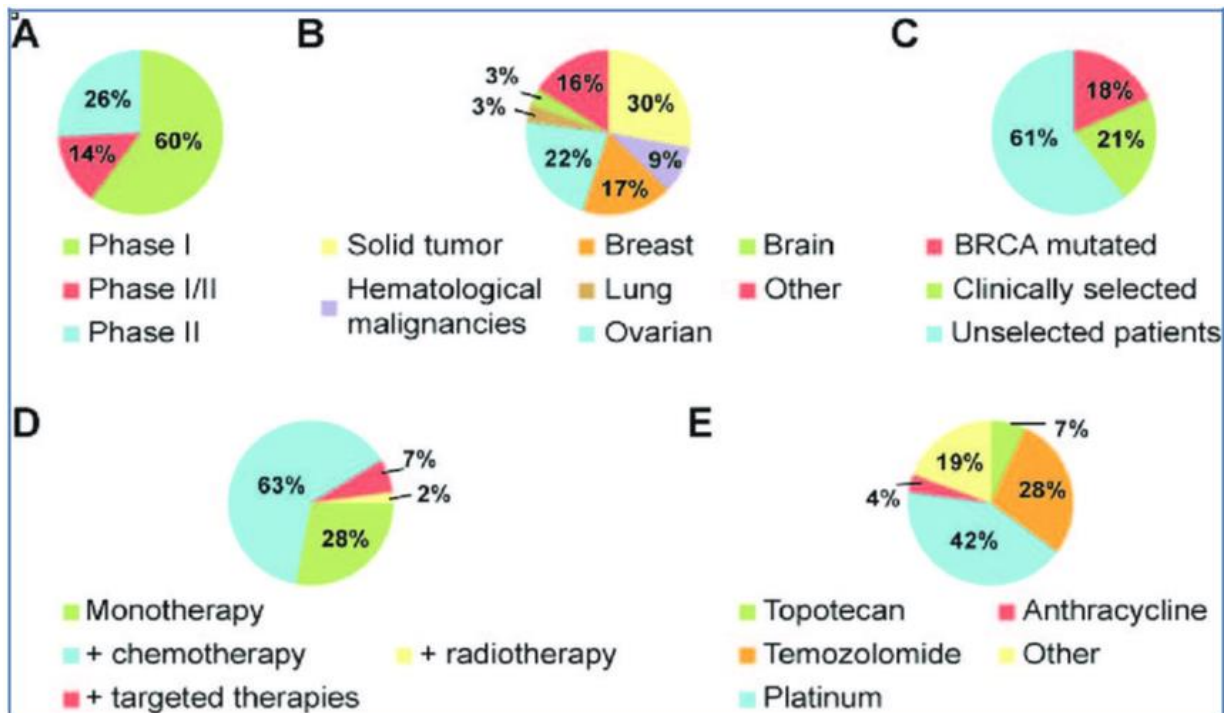 A
60%
14%
26%
Phase I
Phase I/II
Phase II
B
30%
9%
17%
22%
3%
3%
16%
Solid tumor
Hematological
malignancies
Breast
Lung
Ovarian
Brain
Other
C
18%
21%
61%
BRCA mutated
Clinically selected
Unselected patients
D
63%
7%
2%
28%
Monotherapy
+ chemotherapy
+ targeted therapies
+ radiotherapy
E
7%
28%
42%
4%
19%
Topotecan
Temozolomide
Platinum
Anthracycline
Other